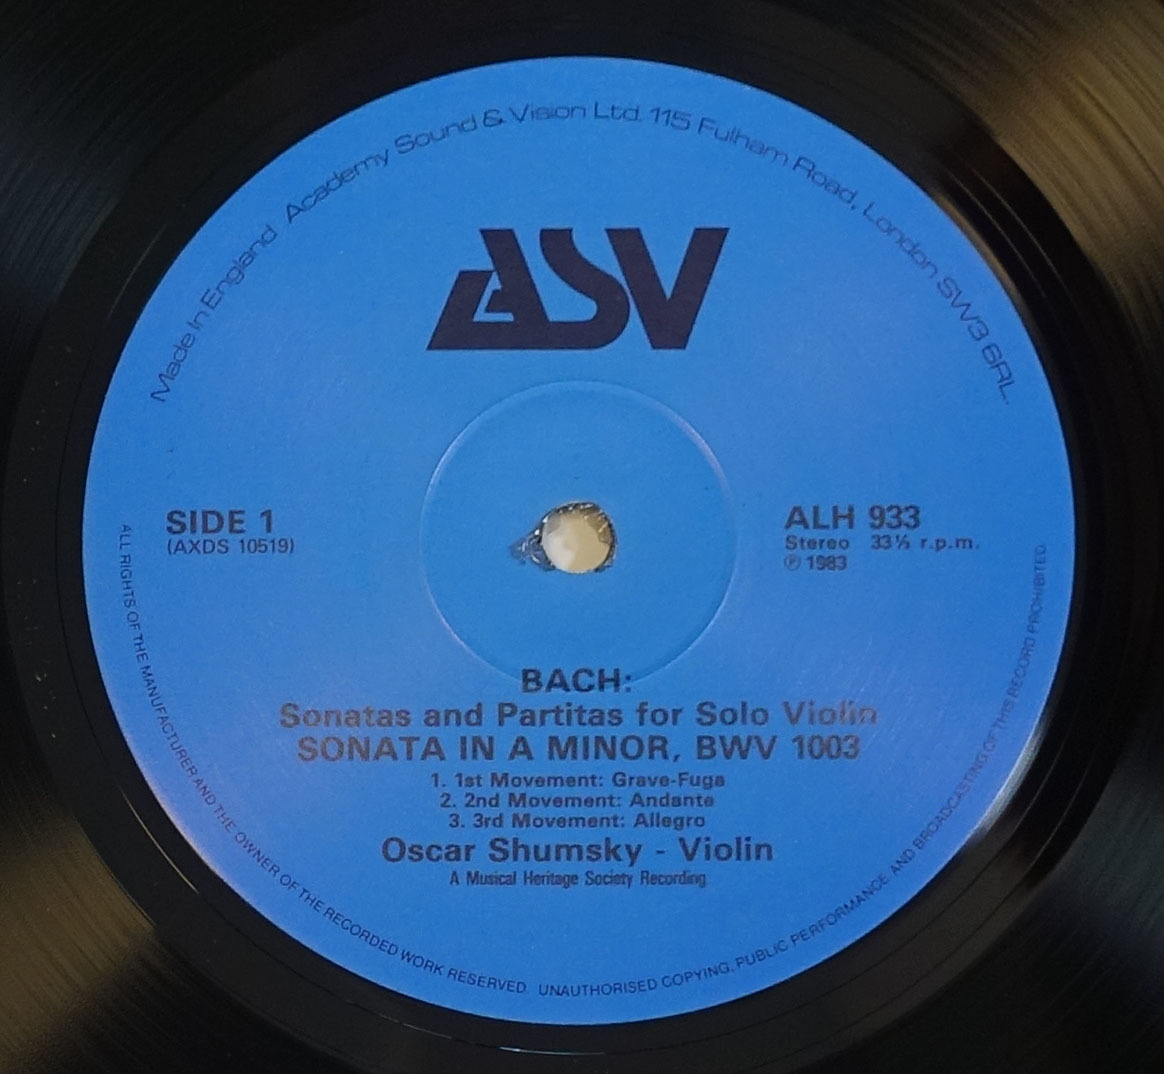 Made In England Academy Sound & Vision Ltd. 115 Fulham Road, London SW3 6RL.
ASV
SIDE 1
(AXDS 10519)
ALH 933
Stereo 33⅓ r.p.m.
℗ 1983
BACH:
Sonatas and Partitas for Solo Violin
SONATA IN A MINOR, BWV 1003
1. 1st Movement: Grave-Fuga
2. 2nd Movement: Andante
3. 3rd Movement: Allegro
Oscar Shumsky - Violin
A Musical Heritage Society Recording
ALL RIGHTS OF THE MANUFACTURER AND THE OWNER OF THE RECORDED WORK RESERVED. UNAUTHORISED COPYING, PUBLIC PERFORMANCE AND BROADCASTING OF THIS RECORD PROHIBITED.